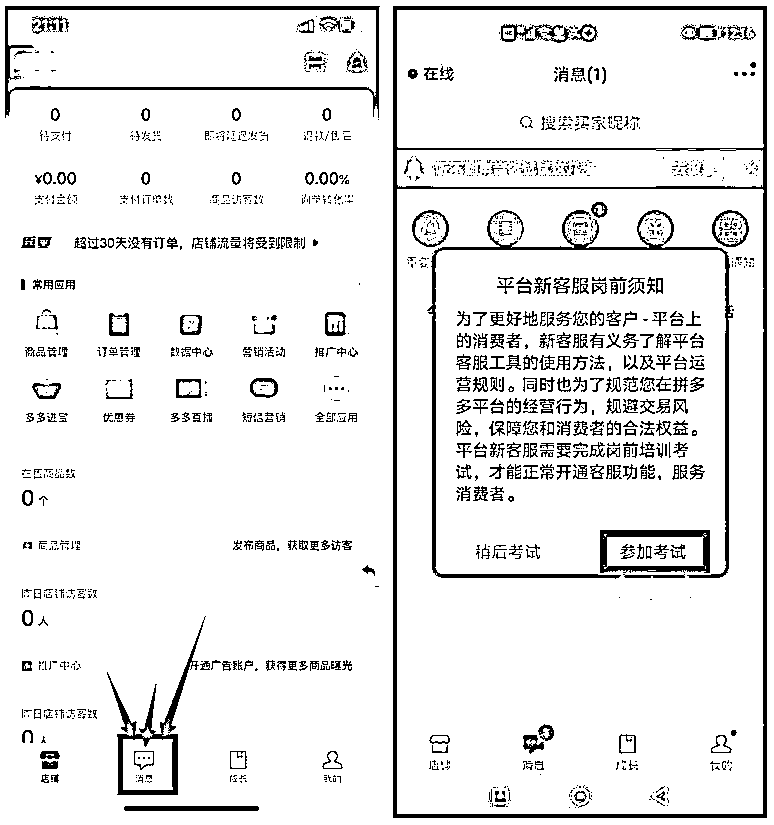 21:11
0 0 0 0
待支付 待发货 即将延迟发货 退款/售后
¥0.00 0 0 0.00%
支付金额 支付订单数 商品访客数 询单转化率
超过30天没有订单，店铺流量将受到限制
常用应用
商品管理 订单管理 数据中心 营销活动 推广中心
多多进宝 优惠券 多多直播 短信营销 全部应用
在售商品数
0个
商品管理 发布商品，获取更多访客
昨日店铺访客数
0人
推广中心 开通广告账户，获得更多商品曝光
昨日店铺访客数
0人
店铺 消息 成长 我的
在线 消息(1)
搜索买家昵称
平台新客服岗前须知
为了更好地服务您的客户-平台上
的消费者，新客服有义务了解平台
客服工具的使用方法，以及平台运
营规则。同时也为了规范您在拼多
多平台的经营行为，规避交易风
险，保障您和消费者的合法权益。
平台新客服需要完成岗前培训考
试，才能正常开通客服功能，服务
消费者。
稍后考试 参加考试
店铺 消息 成长 我的